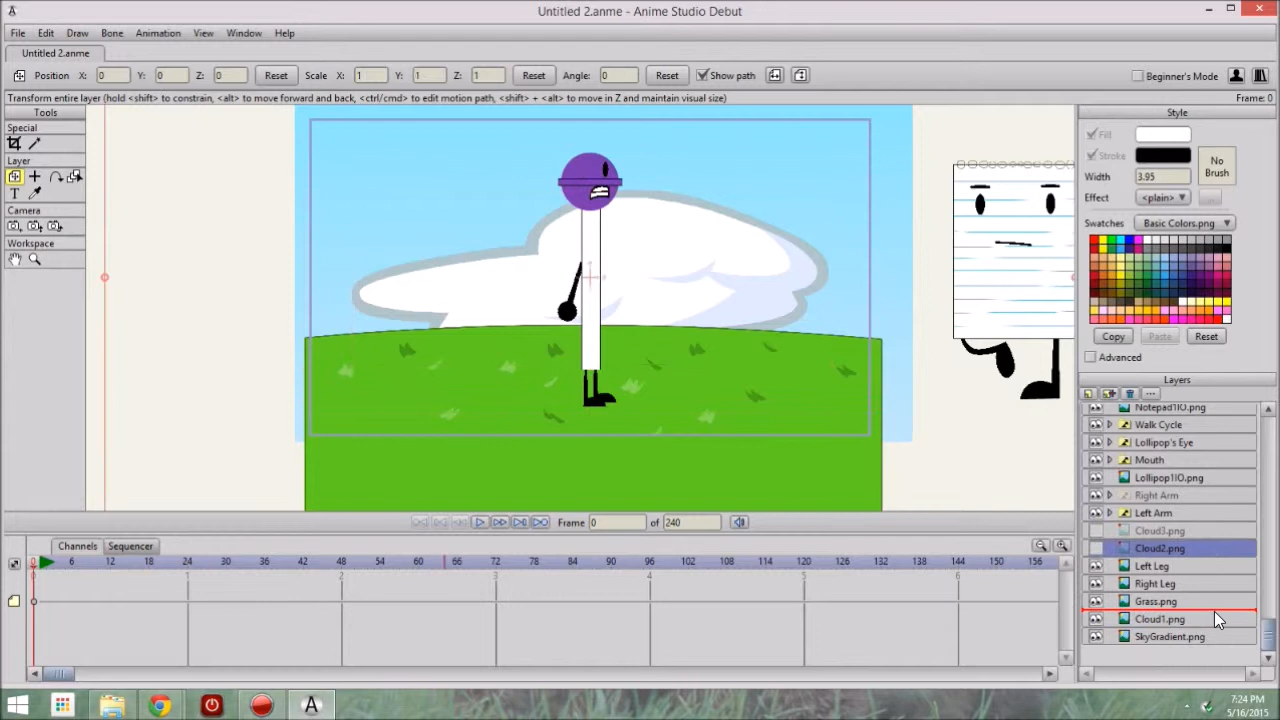 Untitled 2.anme - Anime Studio Debut
File Edit Draw Bone Animation View Window Help
Untitled 2.anme
Position X: 0 Y: 0 Z: 0 Reset Scale X: 1 Y: 1 Z: 1 Reset Angle: 0 Reset Show path Beginner's Mode
Transform entire layer (hold <shift> to constrain, <alt> to move forward and back, <ctrl/cmd> to edit motion path, <shift> + <alt> to move in Z and maintain visual size) Frame: 0
Tools
Special
Layer
T
Camera
Workspace
Style
Fill
Stroke
No Brush
Width 3.95
Effect <plain>
Swatches Basic Colors.png
Copy Paste Reset
Advanced
Layers
Notepad1IO.png
Walk Cycle
Lollipop's Eye
Mouth
Lollipop1IO.png
Right Arm
Left Arm
Cloud3.png
Cloud2.png
Left Leg
Right Leg
Grass.png
Cloud1.png
SkyGradient.png
Frame 0 of 240
Channels Sequencer
0 6 12 18 24 30 36 42 48 54 60 66 72 78 84 90 96 102 108 114 120 126 132 138 144 150 156
0 1 2 3 4 5 6
7:24 PM
5/16/2015